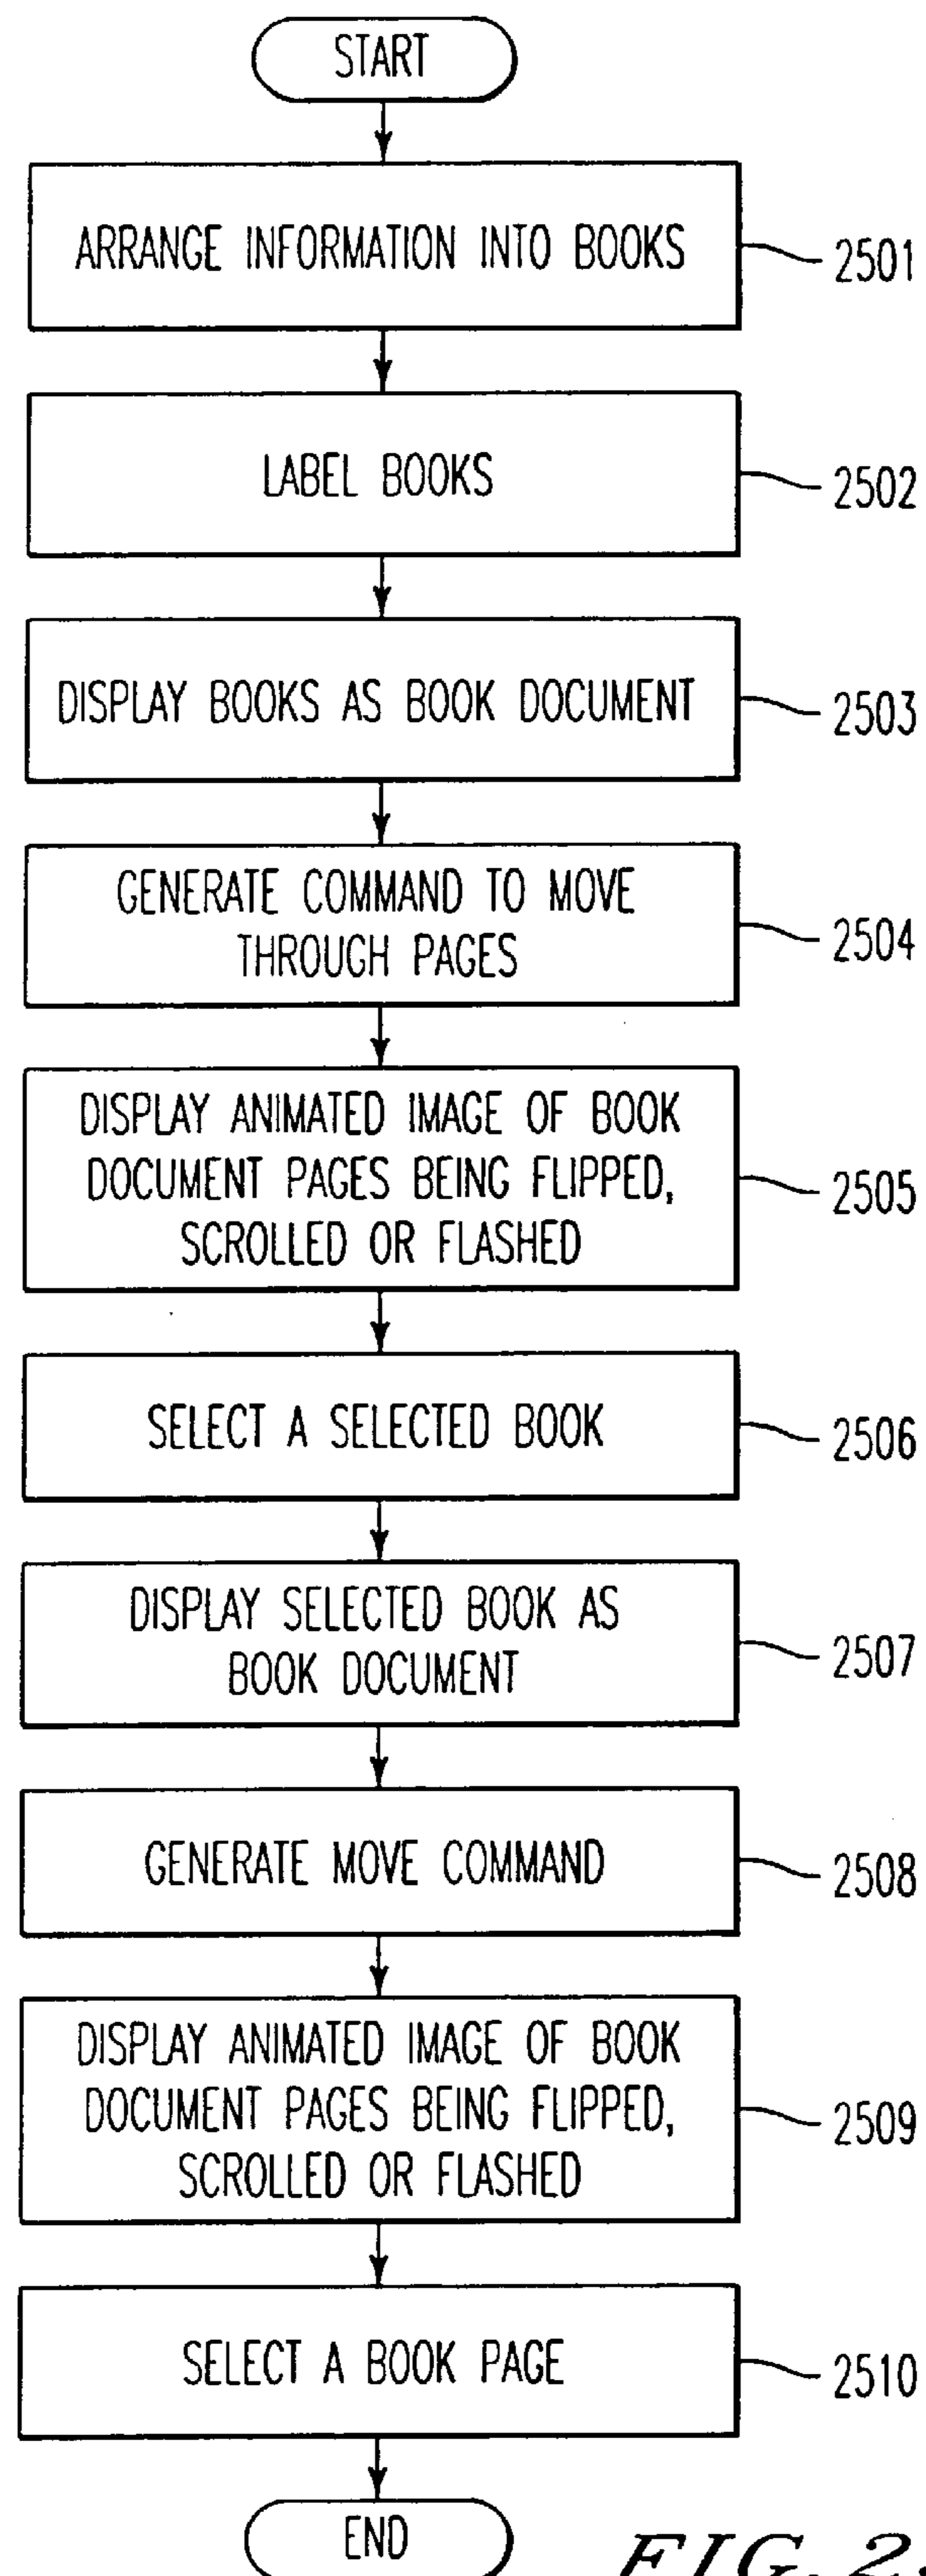 START
ARRANGE INFORMATION INTO BOOKS
2501
LABEL BOOKS
2502
DISPLAY BOOKS AS BOOK DOCUMENT
2503
GENERATE COMMAND TO MOVE
THROUGH PAGES
2504
DISPLAY ANIMATED IMAGE OF BOOK
DOCUMENT PAGES BEING FLIPPED,
SCROLLED OR FLASHED
2505
SELECT A SELECTED BOOK
2506
DISPLAY SELECTED BOOK AS
BOOK DOCUMENT
2507
GENERATE MOVE COMMAND
2508
DISPLAY ANIMATED IMAGE OF BOOK
DOCUMENT PAGES BEING FLIPPED,
SCROLLED OR FLASHED
2509
SELECT A BOOK PAGE
2510
END
FIG. 2